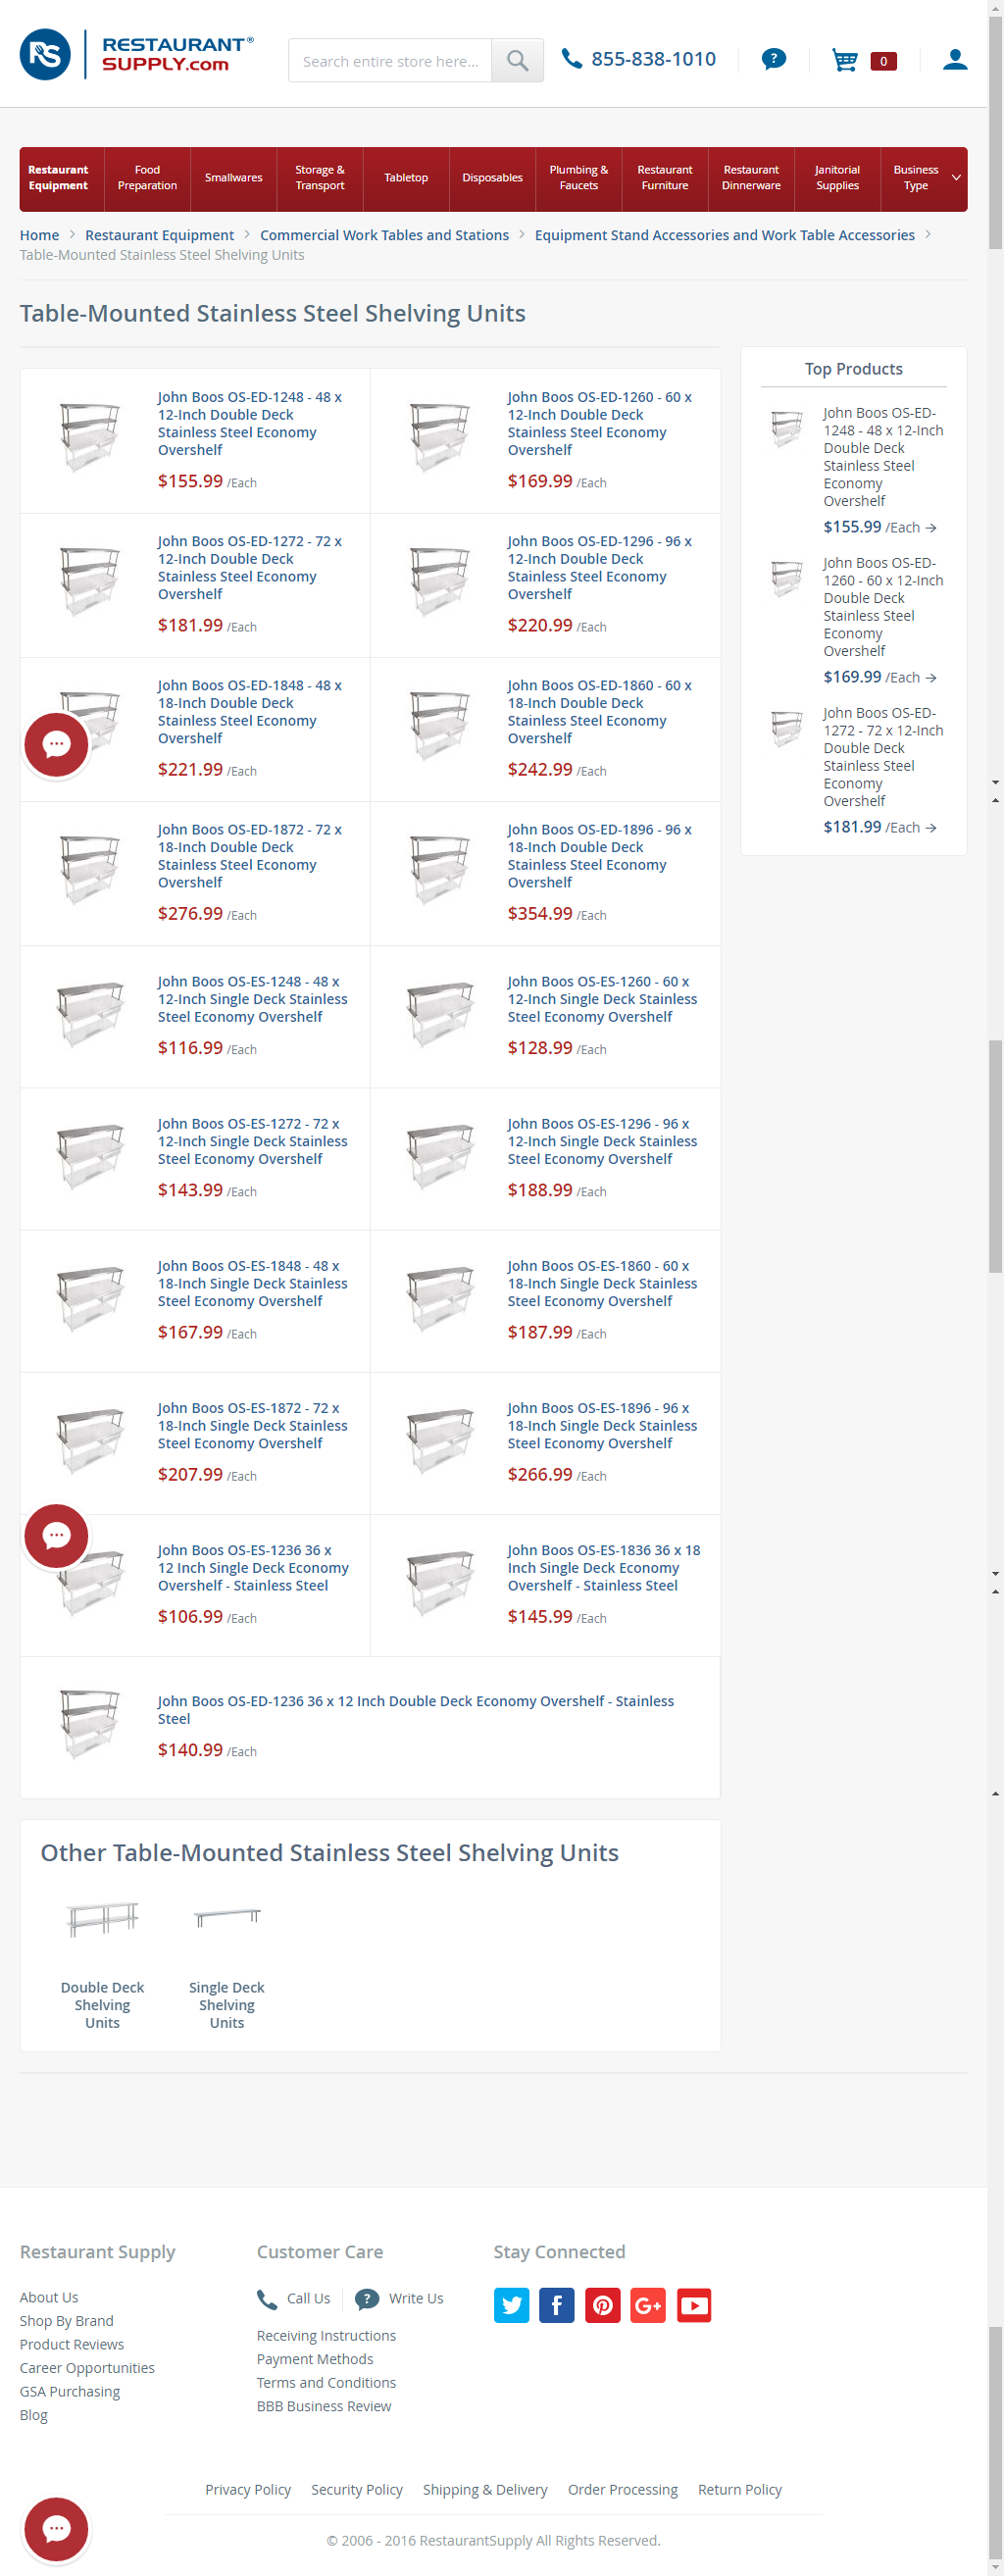 RESTAURANT®
SUPPLY.com
Search entire store here...
855-838-1010
0
Restaurant Equipment
Food Preparation
Smallwares
Storage & Transport
Tabletop
Disposables
Plumbing & Faucets
Restaurant Furniture
Restaurant Dinnerware
Janitorial Supplies
Business Type
Home > Restaurant Equipment > Commercial Work Tables and Stations > Equipment Stand Accessories and Work Table Accessories >
Table-Mounted Stainless Steel Shelving Units
Table-Mounted Stainless Steel Shelving Units
John Boos OS-ED-1248 - 48 x
12-Inch Double Deck
Stainless Steel Economy
Overshelf
$155.99 /Each
John Boos OS-ED-1260 - 60 x
12-Inch Double Deck
Stainless Steel Economy
Overshelf
$169.99 /Each
John Boos OS-ED-1272 - 72 x
12-Inch Double Deck
Stainless Steel Economy
Overshelf
$181.99 /Each
John Boos OS-ED-1296 - 96 x
12-Inch Double Deck
Stainless Steel Economy
Overshelf
$220.99 /Each
John Boos OS-ED-1848 - 48 x
18-Inch Double Deck
Stainless Steel Economy
Overshelf
$221.99 /Each
John Boos OS-ED-1860 - 60 x
18-Inch Double Deck
Stainless Steel Economy
Overshelf
$242.99 /Each
John Boos OS-ED-1872 - 72 x
18-Inch Double Deck
Stainless Steel Economy
Overshelf
$276.99 /Each
John Boos OS-ED-1896 - 96 x
18-Inch Double Deck
Stainless Steel Economy
Overshelf
$354.99 /Each
John Boos OS-ES-1248 - 48 x
12-Inch Single Deck Stainless
Steel Economy Overshelf
$116.99 /Each
John Boos OS-ES-1260 - 60 x
12-Inch Single Deck Stainless
Steel Economy Overshelf
$128.99 /Each
John Boos OS-ES-1272 - 72 x
12-Inch Single Deck Stainless
Steel Economy Overshelf
$143.99 /Each
John Boos OS-ES-1296 - 96 x
12-Inch Single Deck Stainless
Steel Economy Overshelf
$188.99 /Each
John Boos OS-ES-1848 - 48 x
18-Inch Single Deck Stainless
Steel Economy Overshelf
$167.99 /Each
John Boos OS-ES-1860 - 60 x
18-Inch Single Deck Stainless
Steel Economy Overshelf
$187.99 /Each
John Boos OS-ES-1872 - 72 x
18-Inch Single Deck Stainless
Steel Economy Overshelf
$207.99 /Each
John Boos OS-ES-1896 - 96 x
18-Inch Single Deck Stainless
Steel Economy Overshelf
$266.99 /Each
John Boos OS-ES-1236 36 x
12 Inch Single Deck Economy
Overshelf - Stainless Steel
$106.99 /Each
John Boos OS-ES-1836 36 x 18
Inch Single Deck Economy
Overshelf - Stainless Steel
$145.99 /Each
John Boos OS-ED-1236 36 x 12 Inch Double Deck Economy Overshelf - Stainless
Steel
$140.99 /Each
Top Products
John Boos OS-ED-
1248 - 48 x 12-Inch
Double Deck
Stainless Steel
Economy
Overshelf
$155.99 /Each →
John Boos OS-ED-
1260 - 60 x 12-Inch
Double Deck
Stainless Steel
Economy
Overshelf
$169.99 /Each →
John Boos OS-ED-
1272 - 72 x 12-Inch
Double Deck
Stainless Steel
Economy
Overshelf
$181.99 /Each →
Other Table-Mounted Stainless Steel Shelving Units
Double Deck
Shelving
Units
Single Deck
Shelving
Units
Restaurant Supply
About Us
Shop By Brand
Product Reviews
Career Opportunities
GSA Purchasing
Blog
Customer Care
Call Us
Write Us
Receiving Instructions
Payment Methods
Terms and Conditions
BBB Business Review
Stay Connected
Privacy Policy Security Policy Shipping & Delivery Order Processing Return Policy
© 2006 - 2016 RestaurantSupply All Rights Reserved.